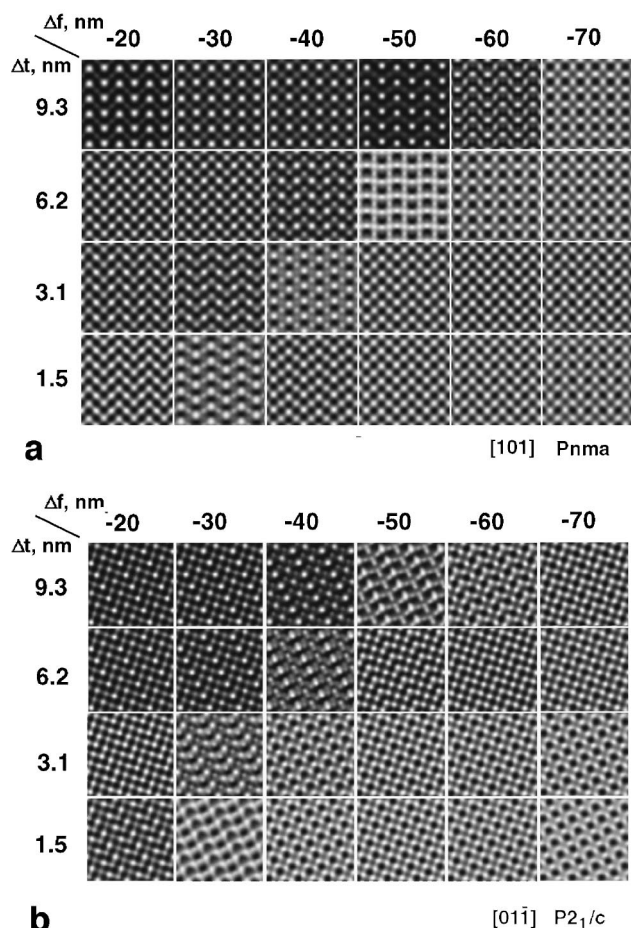 Δf, nm
-20 -30 -40 -50 -60 -70
Δt, nm
9.3
6.2
3.1
1.5
a
[101] Pnma
Δf, nm
-20 -30 -40 -50 -60 -70
Δt, nm
9.3
6.2
3.1
1.5
b
[011̄] P2₁/c